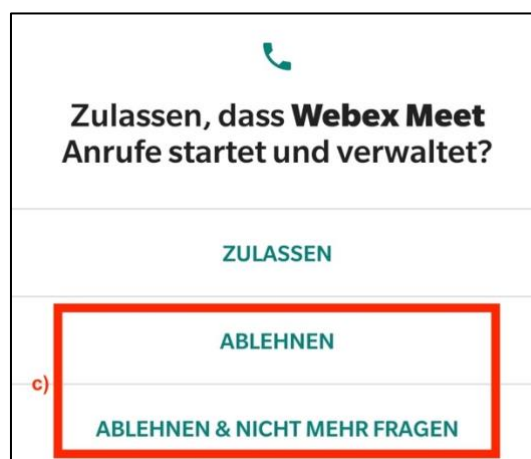 Zulassen, dass Webex Meet
Anrufe startet und verwaltet?
ZULASSEN
ABLEHNEN
c)
ABLEHNEN & NICHT MEHR FRAGEN